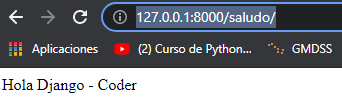 127.0.0.1:8000/saludo/
Aplicaciones (2) Curso de Python... GMDSS
Hola Django - Coder